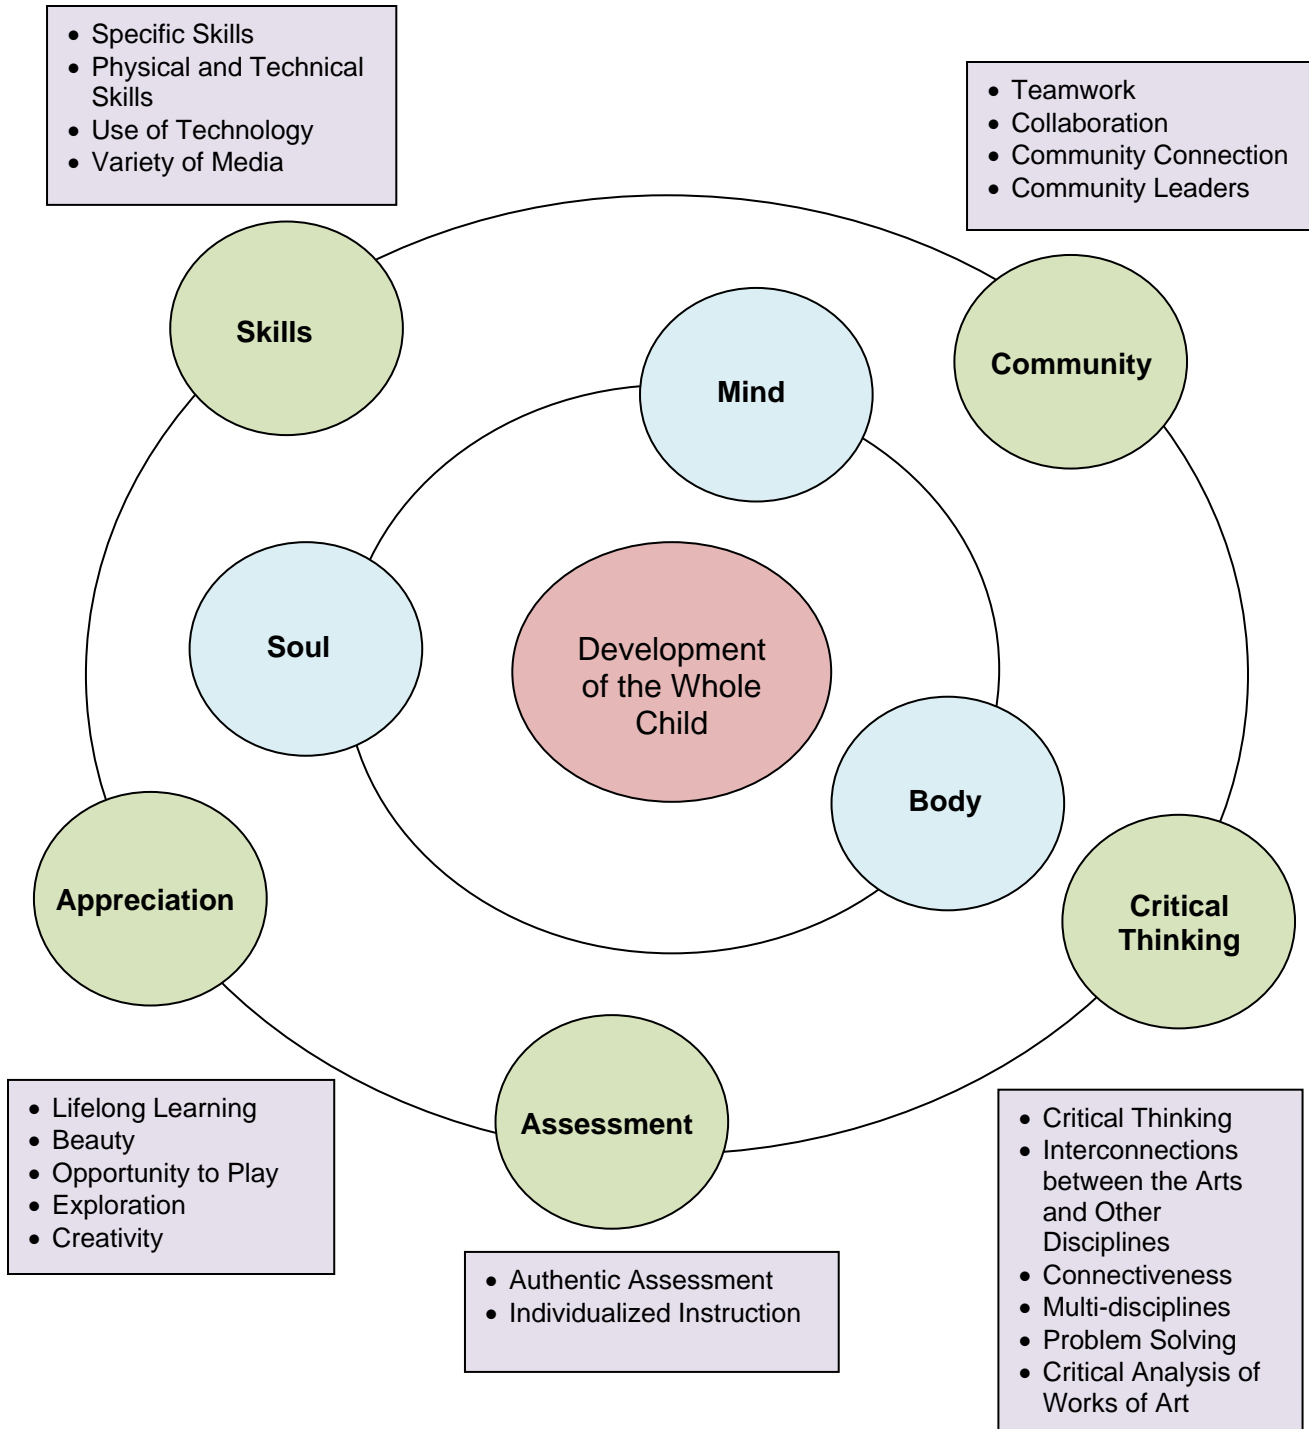 • Specific Skills
• Physical and Technical
Skills
• Use of Technology
• Variety of Media
• Teamwork
• Collaboration
• Community Connection
• Community Leaders
Skills
Community
Mind
Soul
Development
of the Whole
Child
Body
Appreciation
Critical
Thinking
Assessment
• Lifelong Learning
• Beauty
• Opportunity to Play
• Exploration
• Creativity
• Authentic Assessment
• Individualized Instruction
• Critical Thinking
• Interconnections
between the Arts
and Other
Disciplines
• Connectiveness
• Multi-disciplines
• Problem Solving
• Critical Analysis of
Works of Art